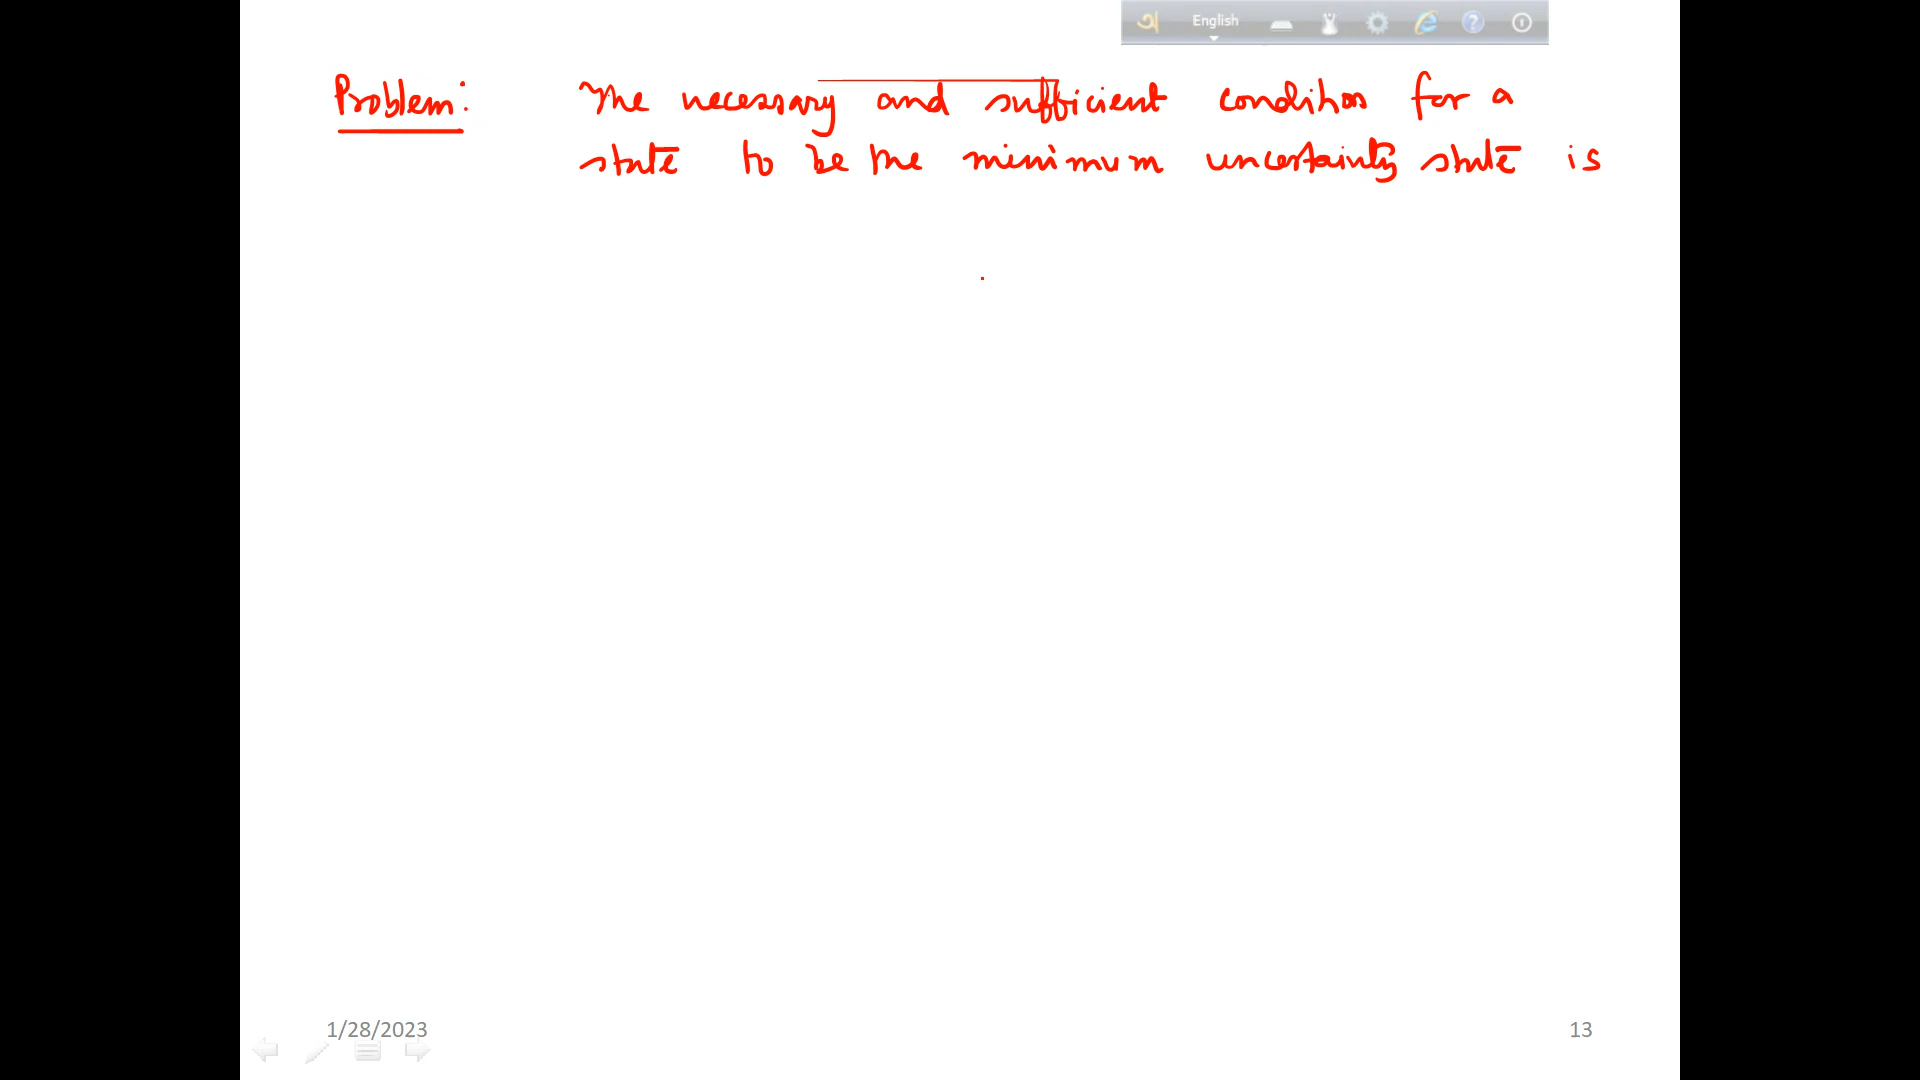 English
Problem: The necessary and sufficient condition for a
state to be the minimum uncertainty state is
1/28/2023
13